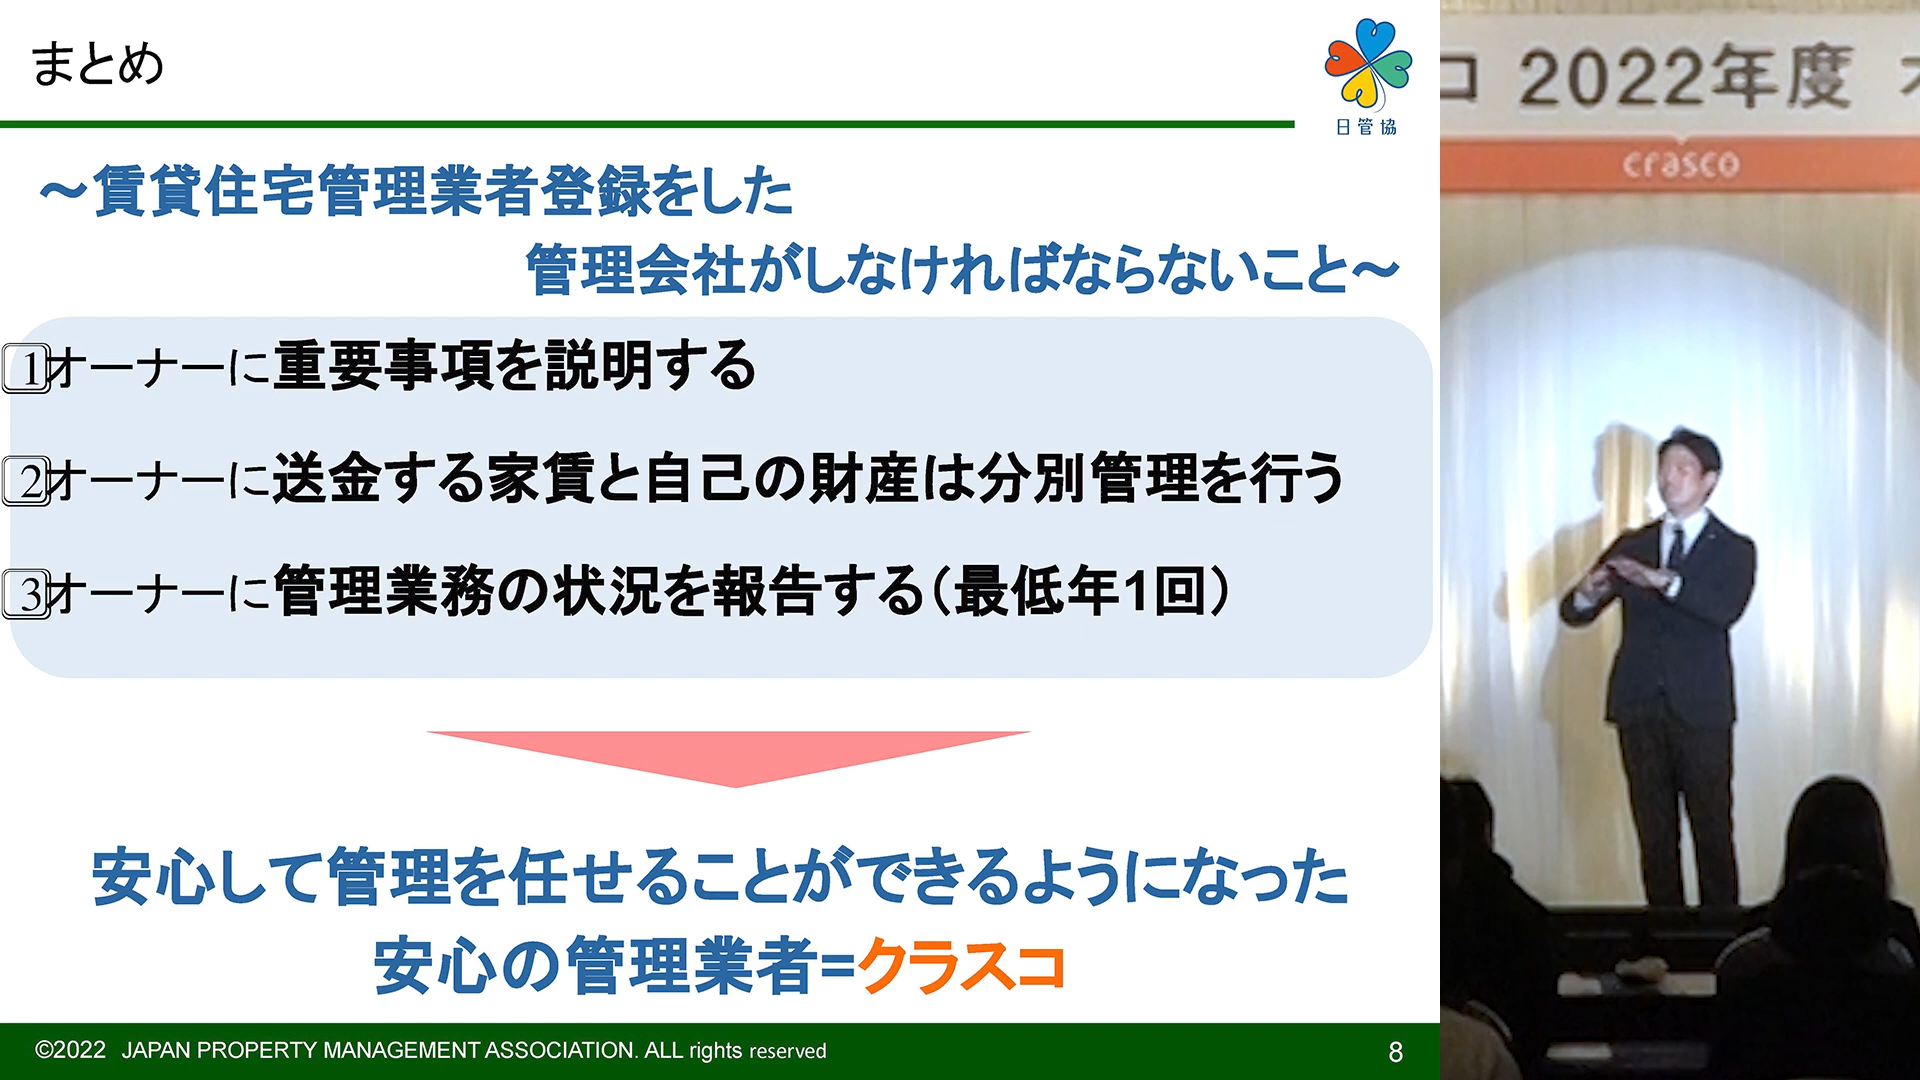 まとめ
日管協
～賃貸住宅管理業者登録をした
管理会社がしなければならないこと～
1 オーナーに重要事項を説明する
2 オーナーに送金する家賃と自己の財産は分別管理を行う
3 オーナーに管理業務の状況を報告する（最低年1回）
安心して管理を任せることができるようになった
安心の管理業者=クラスコ
©2022 JAPAN PROPERTY MANAGEMENT ASSOCIATION. ALL rights reserved
8
コ 2022年度
crasco